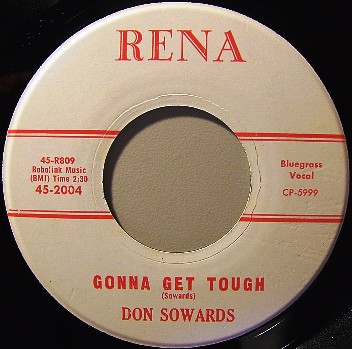 RENA
45-R809
Bobolink Music
(BMI) Time 2:30
45-2004
Bluegrass
Vocal
CP-5999
GONNA GET TOUGH
(Sowards)
DON SOWARDS